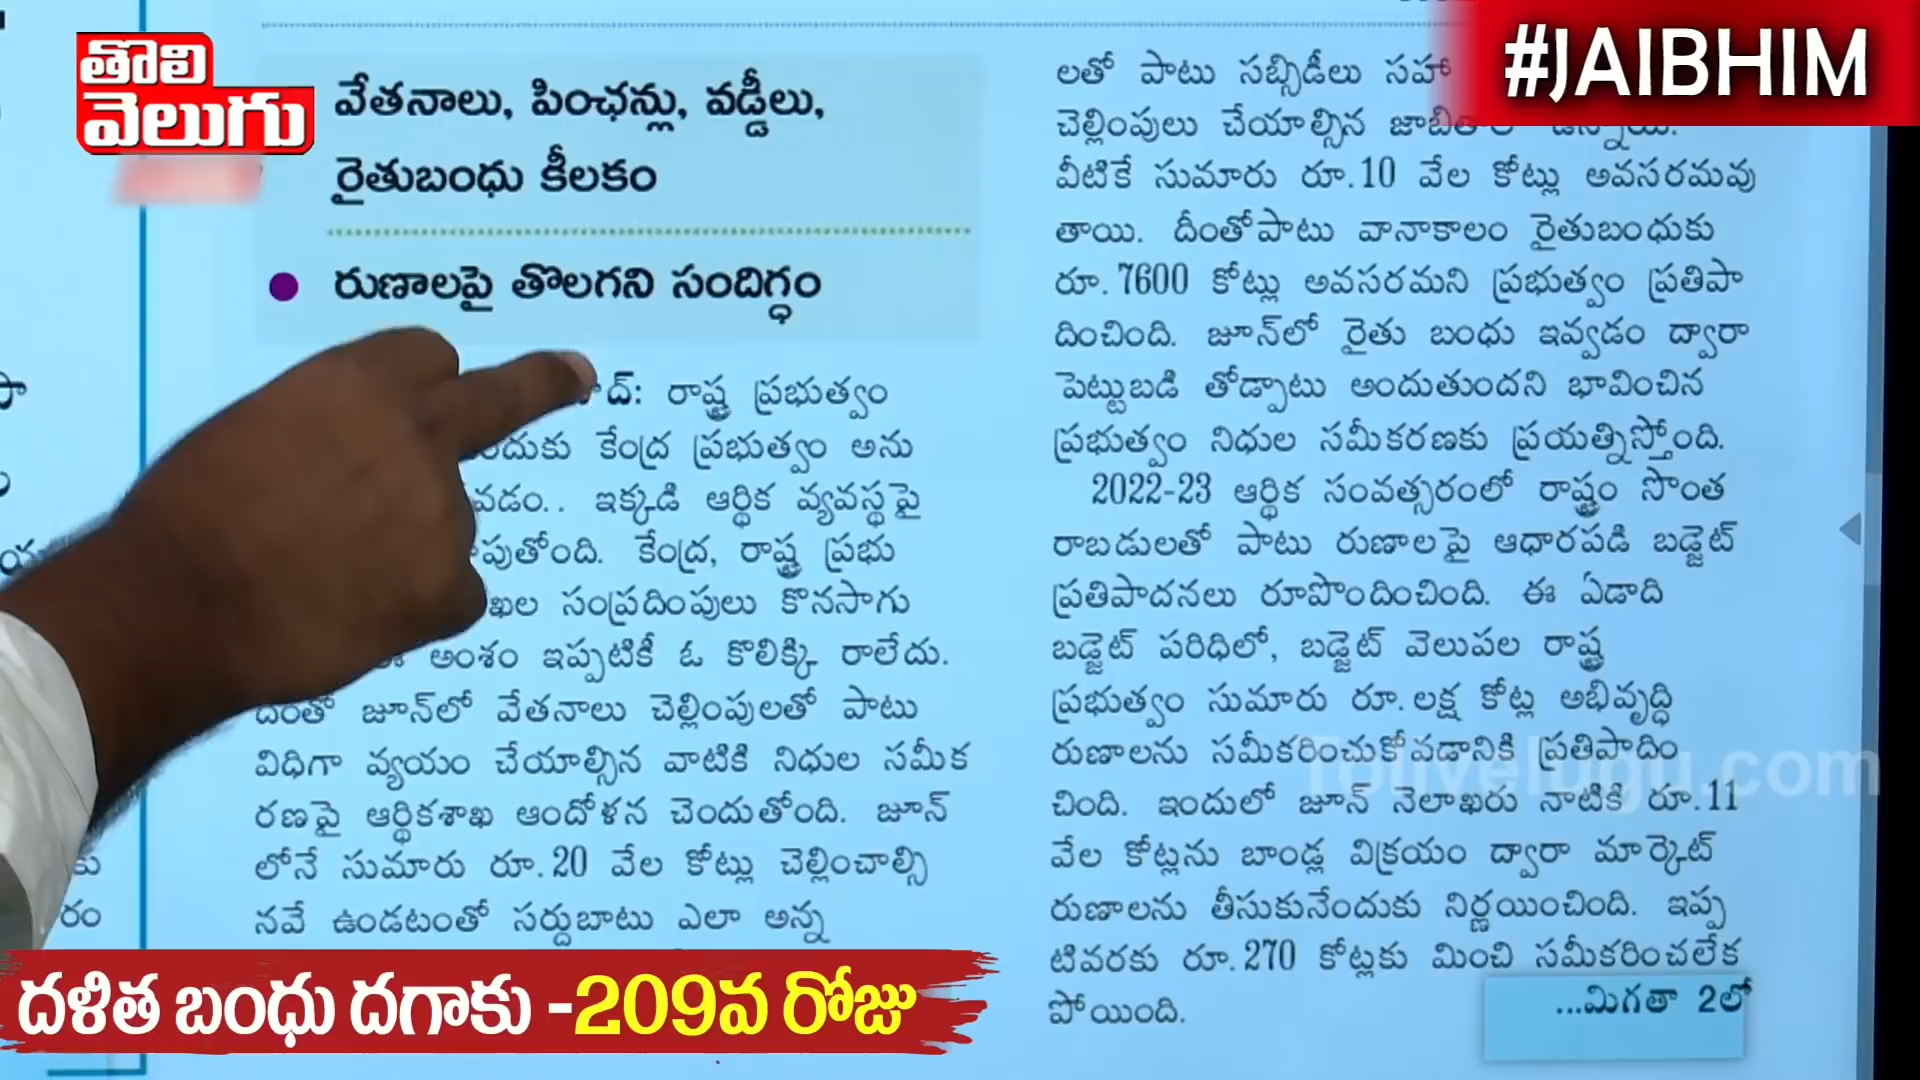 తొలి
వెలుగు
#JAIBHIM
వేతనాలు, పింఛన్లు, వడ్డీలు,
రైతుబంధు కీలకం
● రుణాలపై తొలగని సందిగ్ధం
రాష్ట్ర ప్రభుత్వం
కేంద్ర ప్రభుత్వం అను
ఇక్కడి ఆర్థిక వ్యవస్థపై
కేంద్ర, రాష్ట్ర ప్రభు
సంప్రదింపులు కొనసాగు
అంశం ఇప్పటికీ ఓ కొలిక్కి రాలేదు.
దీంతో జూన్‌లో వేతనాలు చెల్లింపులతో పాటు
విధిగా వ్యయం చేయాల్సిన వాటికి నిధుల సమీక
రణపై ఆర్థికశాఖ ఆందోళన చెందుతోంది. జూన్
లోనే సుమారు రూ.20 వేల కోట్లు చెల్లించాల్సి
నవే ఉండటంతో సర్దుబాటు ఎలా అన్న
లతో పాటు సబ్సిడీలు సహా
చెల్లింపులు చేయాల్సిన
వీటికే సుమారు రూ.10 వేల కోట్లు అవసరమవు
తాయి. దీంతోపాటు వానాకాలం రైతుబంధుకు
రూ.7600 కోట్లు అవసరమని ప్రభుత్వం ప్రతిపా
దించింది. జూన్‌లో రైతు బంధు ఇవ్వడం ద్వారా
పెట్టుబడి తోడ్పాటు అందుతుందని భావించిన
ప్రభుత్వం నిధుల సమీకరణకు ప్రయత్నిస్తోంది.
2022-23 ఆర్థిక సంవత్సరంలో రాష్ట్రం సొంత
రాబడులతో పాటు రుణాలపై ఆధారపడి బడ్జెట్
ప్రతిపాదనలు రూపొందించింది. ఈ ఏడాది
బడ్జెట్ పరిధిలో, బడ్జెట్ వెలుపల రాష్ట్ర
ప్రభుత్వం సుమారు రూ.లక్ష కోట్ల అభివృద్ధి
రుణాలను సమీకరించుకోవడానికి ప్రతిపాదిం
చింది. ఇందులో జూన్ నెలాఖరు నాటికి రూ.11
వేల కోట్లను బాండ్ల విక్రయం ద్వారా మార్కెట్
రుణాలను తీసుకునేందుకు నిర్ణయించింది. ఇప్ప
టివరకు రూ.270 కోట్లకు మించి సమీకరించలేక
పోయింది.
...మిగతా 2లో
Tolivelugu.com
దళిత బంధు దగాకు -209వ రోజు